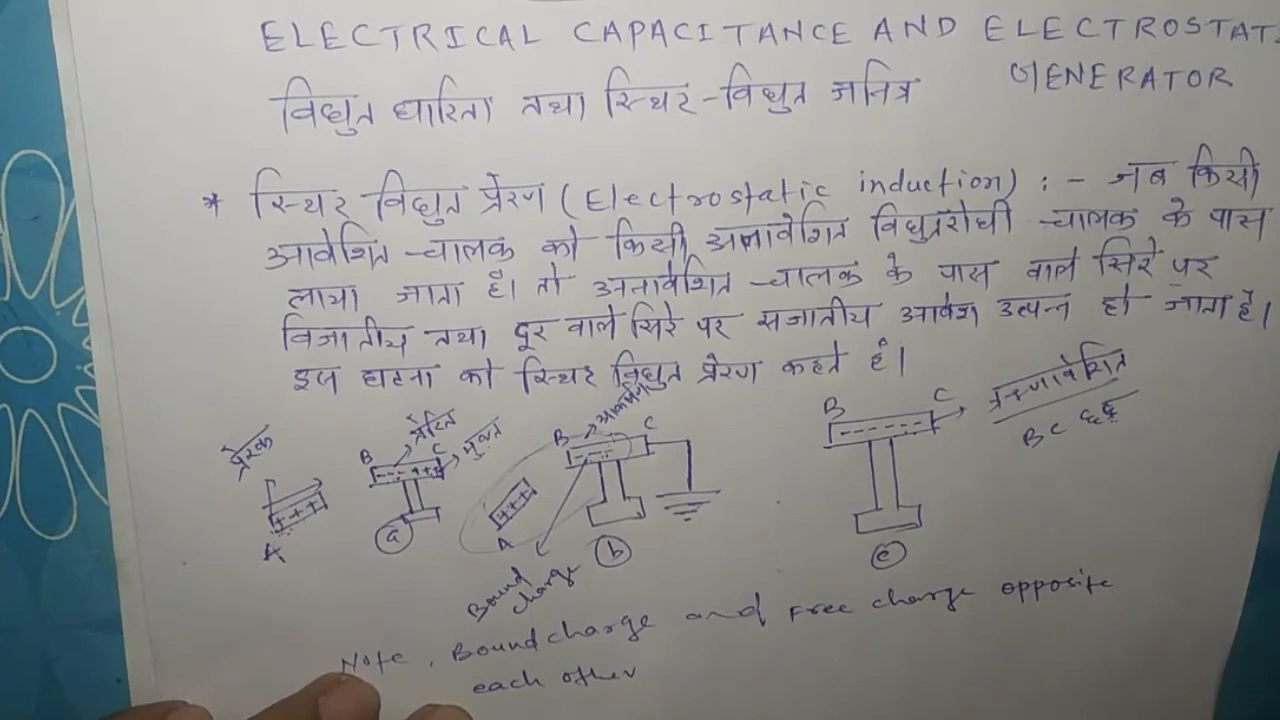 ELECTRICAL CAPACITANCE AND ELECTROSTAT
GENERATOR
विधुत धारिता तथा स्थिर-विधुत जनित्र
* स्थिर विधुत प्रेरण (Electrostatic induction) : - जब किसी
आवेशित चालक को किसी अनावेशित विधुतरोधी चालक के पास
लाया जाता है। तो अनावेशित चालक के पास वाले सिरे पर
विजातीय तथा दूर वाले सिरे पर सजातीय आवेश उत्पन्न हो जाता है।
इस घटना को स्थिर विधुत प्रेरण कहते हैं।
प्रेरक
+++
A
B
प्रेरित
C
मुक्त
--- +++
a
B
C
---
+++
A
Bound
charge
b
B
C
------
ऋणावेशित
BC
c
Note, Bound charge and Free charge opposite
each other